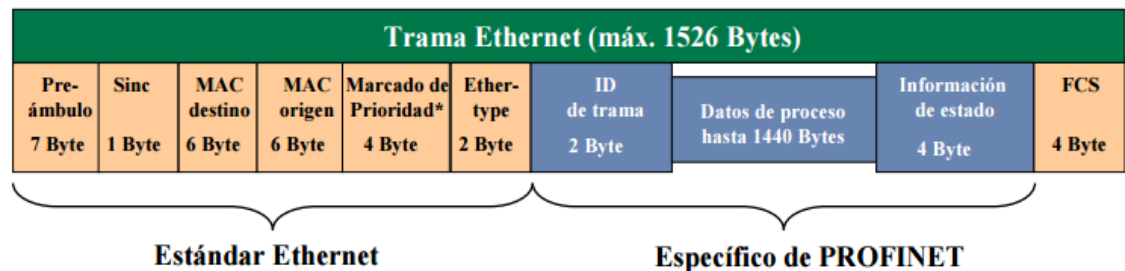 Trama Ethernet (máx. 1526 Bytes)
Pre-
ámbulo
7 Byte
Sinc
1 Byte
MAC
destino
6 Byte
MAC
origen
6 Byte
Marcado de
Prioridad*
4 Byte
Ether-
type
2 Byte
ID
de trama
2 Byte
Datos de proceso
hasta 1440 Bytes
Información
de estado
4 Byte
FCS
4 Byte
Estándar Ethernet
Específico de PROFINET